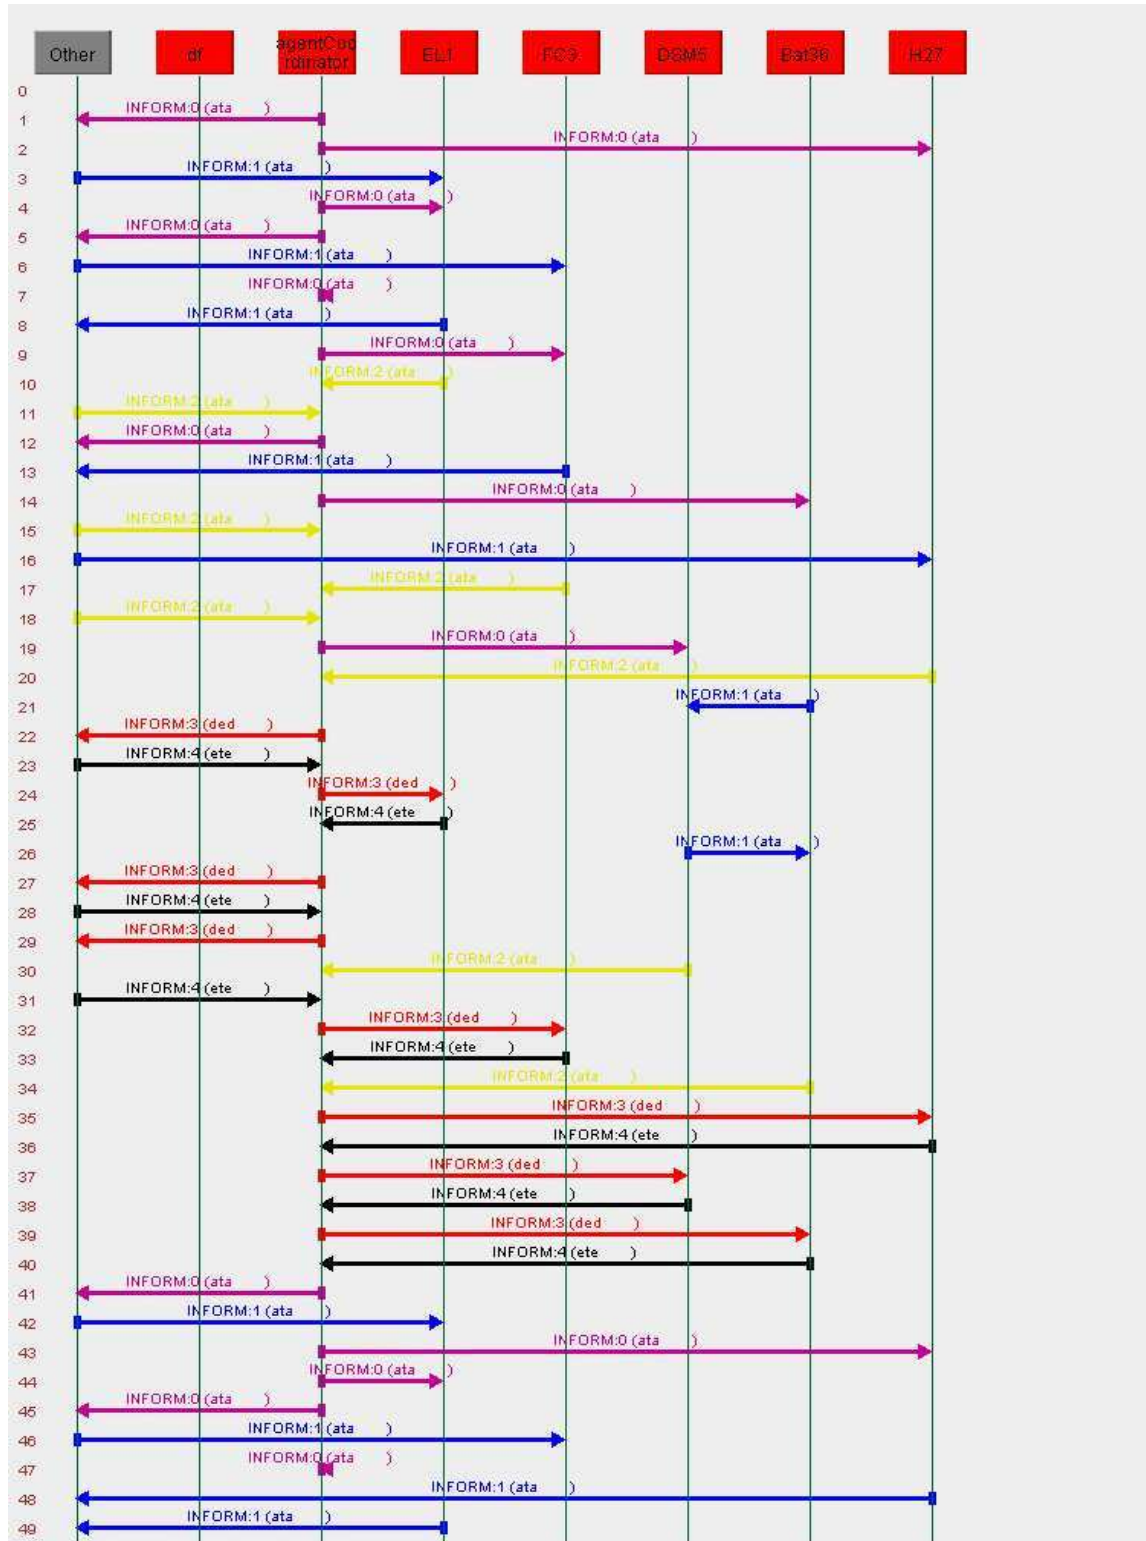 Other df agentCoo rdinator EL1 FC9 DSM5 Bat36 H27
0
INFORM:0 (ata )
1
INFORM:0 (ata )
2
INFORM:1 (ata )
3
INFORM:0 (ata )
4
INFORM:0 (ata )
5
INFORM:1 (ata )
6
INFORM:0 (ata )
7
INFORM:1 (ata )
8
INFORM:0 (ata )
9
INFORM:2 (ata )
10
INFORM:2 (ata )
11
INFORM:0 (ata )
12
INFORM:1 (ata )
13
INFORM:0 (ata )
14
INFORM:2 (ata )
15
INFORM:1 (ata )
16
INFORM:2 (ata )
17
INFORM:2 (ata )
18
INFORM:0 (ata )
19
INFORM:2 (ata )
20
INFORM:1 (ata )
21
INFORM:3 (ded )
22
INFORM:4 (ete )
23
INFORM:3 (ded )
24
INFORM:4 (ete )
25
INFORM:1 (ata )
26
INFORM:3 (ded )
27
INFORM:4 (ete )
28
INFORM:3 (ded )
29
INFORM:2 (ata )
30
INFORM:4 (ete )
31
INFORM:3 (ded )
32
INFORM:4 (ete )
33
INFORM:2 (ata )
34
INFORM:3 (ded )
35
INFORM:4 (ete )
36
INFORM:3 (ded )
37
INFORM:4 (ete )
38
INFORM:3 (ded )
39
INFORM:4 (ete )
40
INFORM:0 (ata )
41
INFORM:1 (ata )
42
INFORM:0 (ata )
43
INFORM:0 (ata )
44
INFORM:0 (ata )
45
INFORM:1 (ata )
46
INFORM:0 (ata )
47
INFORM:1 (ata )
48
INFORM:1 (ata )
49